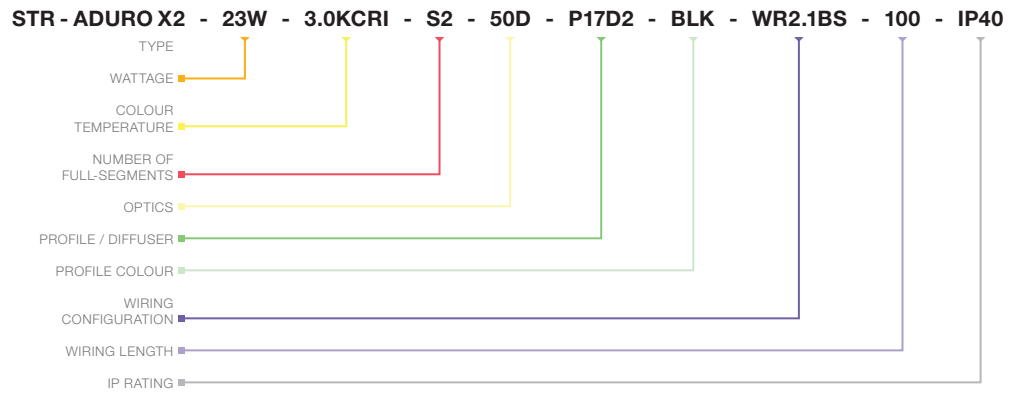 STR - ADURO X2 - 23W - 3.0KCRI - S2 - 50D - P17D2 - BLK - WR2.1BS - 100 - IP40
TYPE
WATTAGE
COLOUR
TEMPERATURE
NUMBER OF
FULL-SEGMENTS
OPTICS
PROFILE / DIFFUSER
PROFILE COLOUR
WIRING
CONFIGURATION
WIRING LENGTH
IP RATING